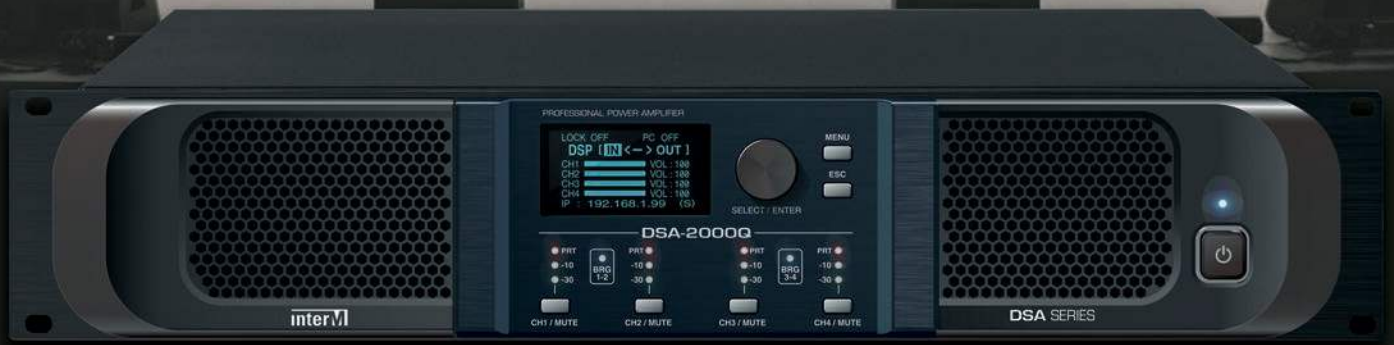 PROFESSIONAL POWER AMPLIFIER
LOCK OFF PC OFF
DSP [ IN <-> OUT ]
CH1 VOL:100
CH2 VOL:100
CH3 VOL:100
CH4 VOL:100
IP : 192.168.1.99 (S)
MENU
ESC
SELECT / ENTER
DSA-2000Q
PRT PRT PRT PRT
-10 BRG -10 -10 BRG -10
-30 1-2 -30 -30 3-4 -30
CH1 / MUTE CH2 / MUTE CH3 / MUTE CH4 / MUTE
interM
DSA SERIES